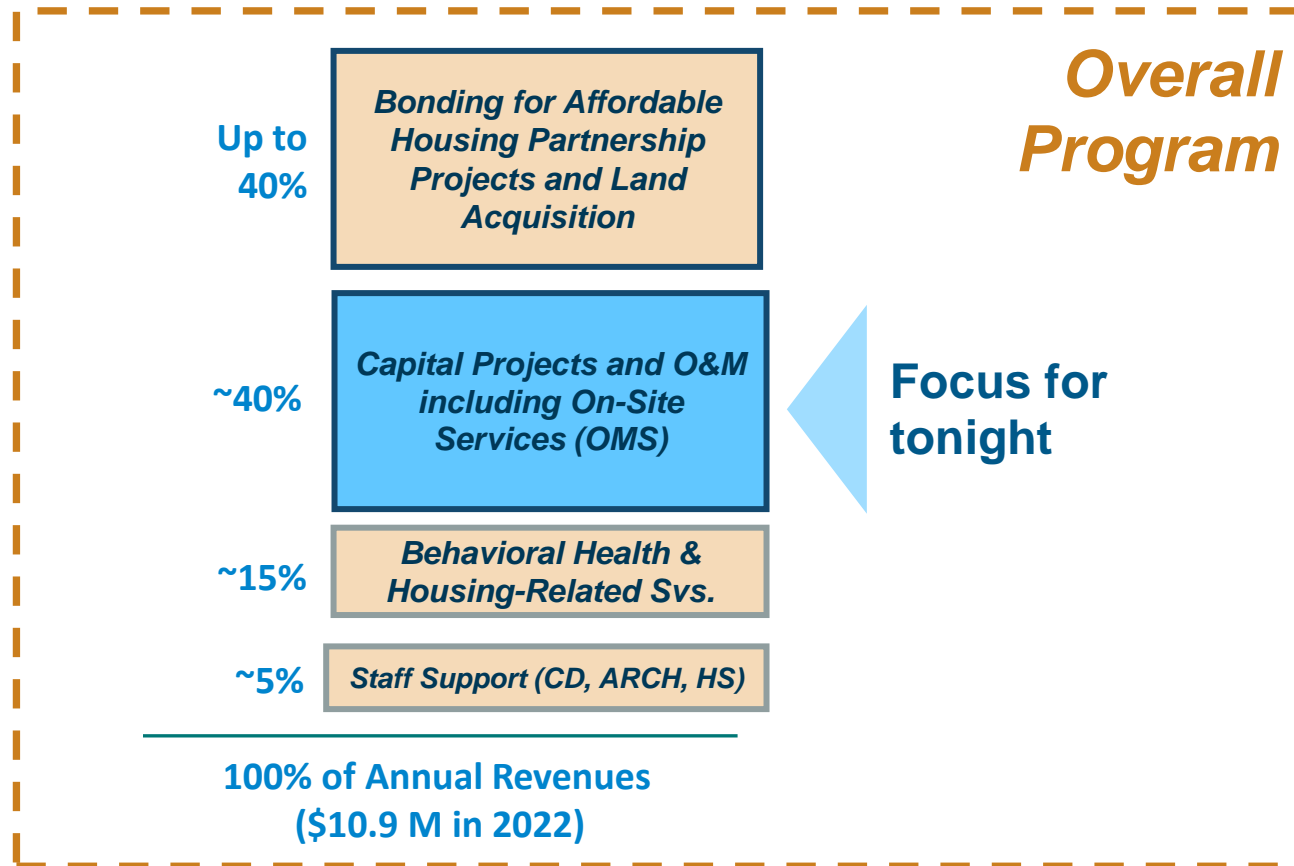 Overall
Program
Up to
40%
Bonding for Affordable
Housing Partnership
Projects and Land
Acquisition
~40%
Capital Projects and O&M
including On-Site
Services (OMS)
Focus for
tonight
~15%
Behavioral Health &
Housing-Related Svs.
~5%
Staff Support (CD, ARCH, HS)
100% of Annual Revenues
($10.9 M in 2022)